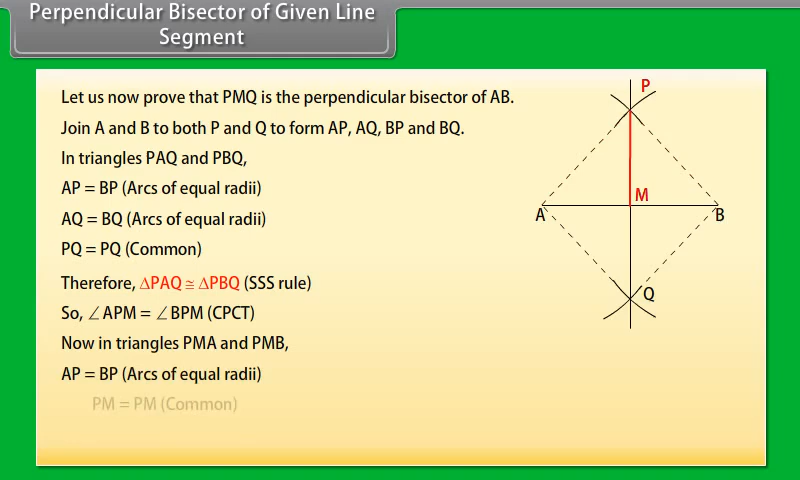 Perpendicular Bisector of Given Line
Segment
Let us now prove that PMQ is the perpendicular bisector of AB.
Join A and B to both P and Q to form AP, AQ, BP and BQ.
In triangles PAQ and PBQ,
AP = BP (Arcs of equal radii)
AQ = BQ (Arcs of equal radii)
PQ = PQ (Common)
Therefore, ΔPAQ ≅ ΔPBQ (SSS rule)
So, ∠APM = ∠BPM (CPCT)
Now in triangles PMA and PMB,
AP = BP (Arcs of equal radii)
PM = PM (Common)
P
M
A
B
Q